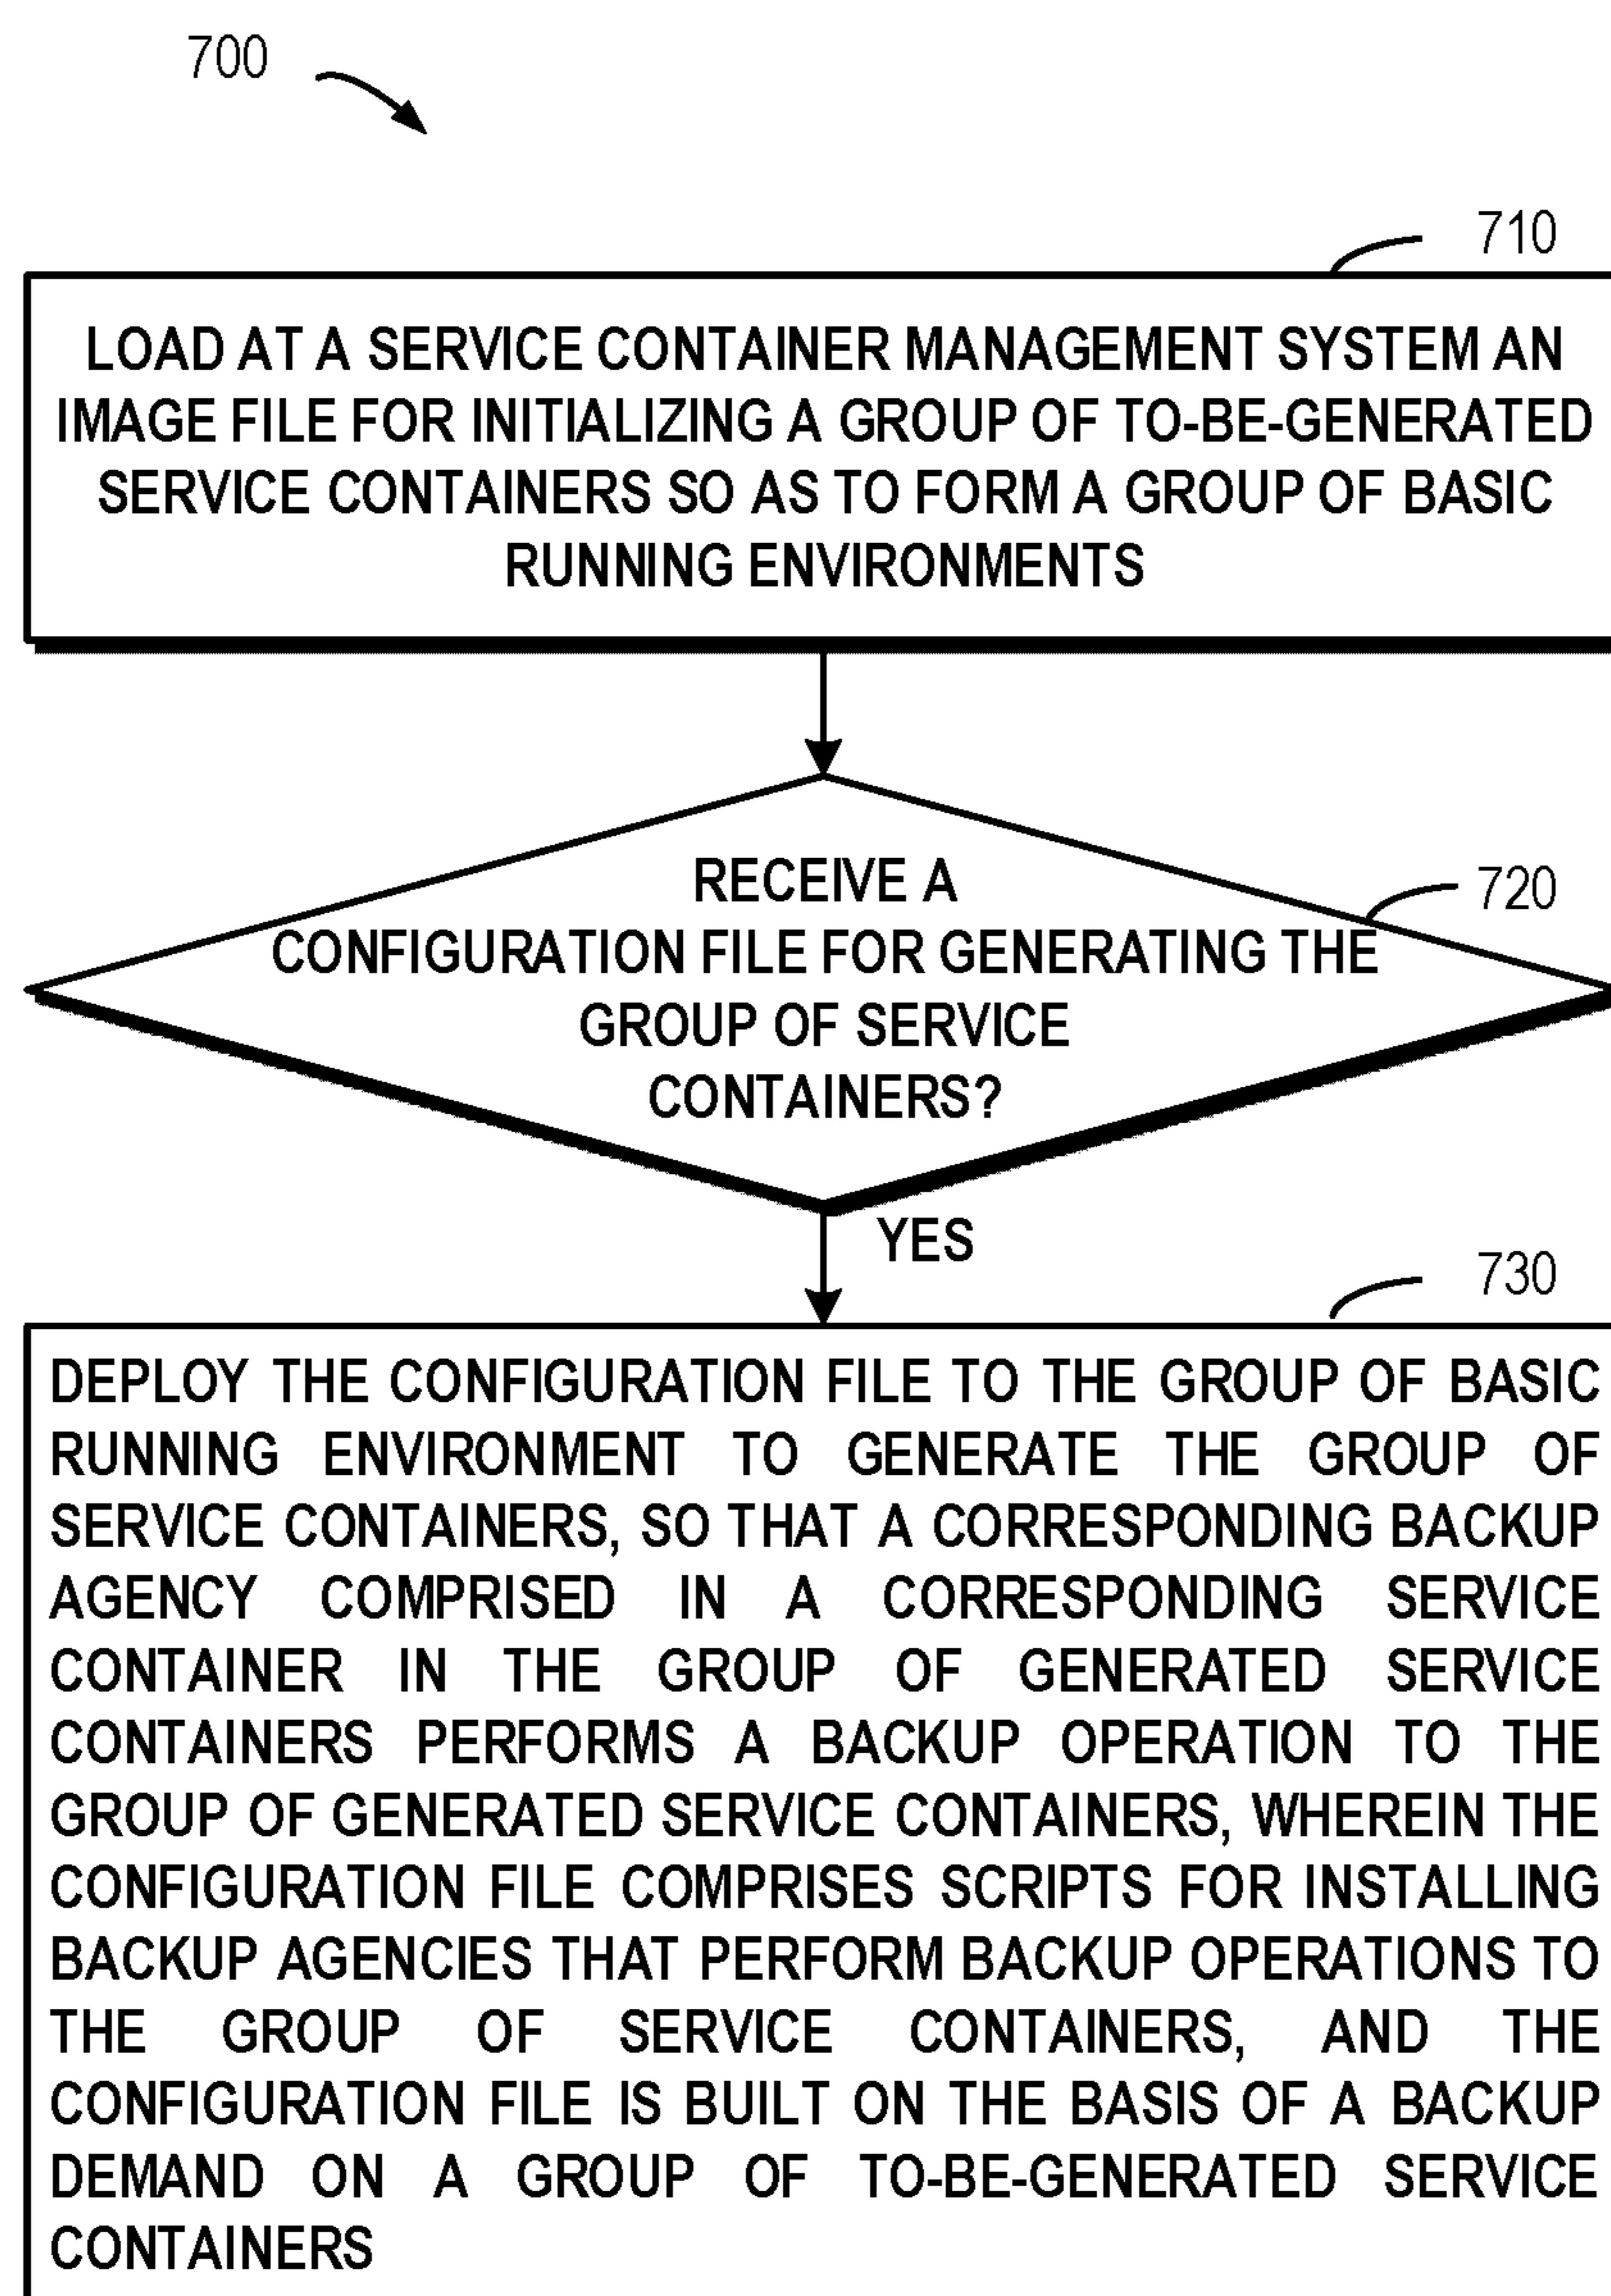 700
710
LOAD AT A SERVICE CONTAINER MANAGEMENT SYSTEM AN
IMAGE FILE FOR INITIALIZING A GROUP OF TO-BE-GENERATED
SERVICE CONTAINERS SO AS TO FORM A GROUP OF BASIC
RUNNING ENVIRONMENTS
720
RECEIVE A
CONFIGURATION FILE FOR GENERATING THE
GROUP OF SERVICE
CONTAINERS?
YES
730
DEPLOY THE CONFIGURATION FILE TO THE GROUP OF BASIC
RUNNING ENVIRONMENT TO GENERATE THE GROUP OF
SERVICE CONTAINERS, SO THAT A CORRESPONDING BACKUP
AGENCY COMPRISED IN A CORRESPONDING SERVICE
CONTAINER IN THE GROUP OF GENERATED SERVICE
CONTAINERS PERFORMS A BACKUP OPERATION TO THE
GROUP OF GENERATED SERVICE CONTAINERS, WHEREIN THE
CONFIGURATION FILE COMPRISES SCRIPTS FOR INSTALLING
BACKUP AGENCIES THAT PERFORM BACKUP OPERATIONS TO
THE GROUP OF SERVICE CONTAINERS, AND THE
CONFIGURATION FILE IS BUILT ON THE BASIS OF A BACKUP
DEMAND ON A GROUP OF TO-BE-GENERATED SERVICE
CONTAINERS